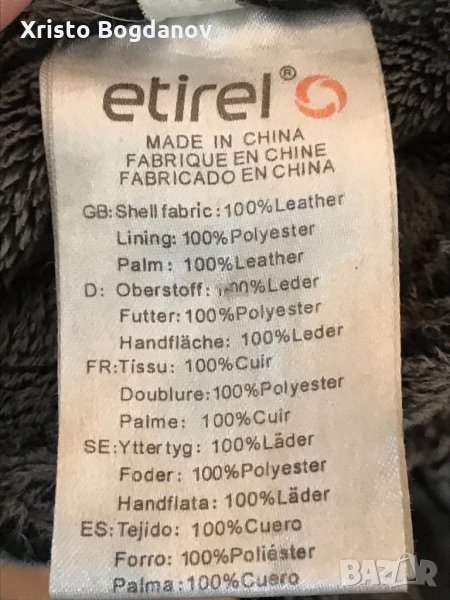 Xristo Bogdanov
etirel®
MADE IN CHINA
FABRIQUE EN CHINE
FABRICADO EN CHINA
GB:Shell fabric:100%Leather
Lining:100%Polyester
Palm:100%Leather
D: Oberstoff:100%Leder
Futter:100%Polyester
Handfläche:100%Leder
FR:Tissu:100%Cuir
Doublure:100%Polyester
Palme:100%Cuir
SE:Yttertyg:100%Läder
Foder:100%Polyester
Handflata:100%Läder
ES:Tejido:100%Cuero
Forro:100%Poliéster
Palma:100%Cuero
BAZÁR